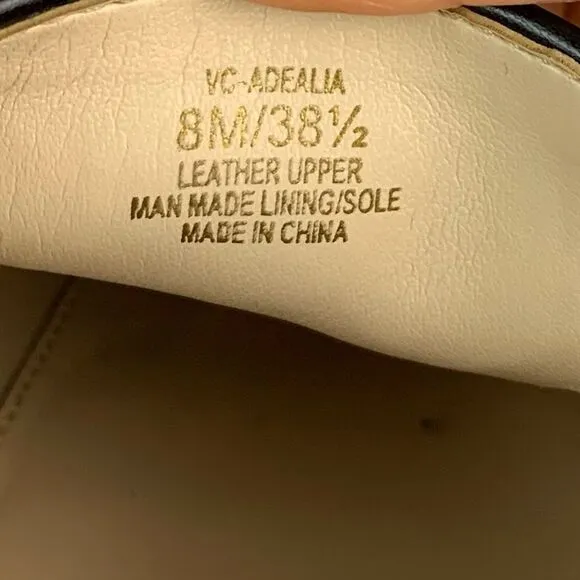 VC-ADEALIA
8M/38½
LEATHER UPPER
MAN MADE LINING/SOLE
MADE IN CHINA